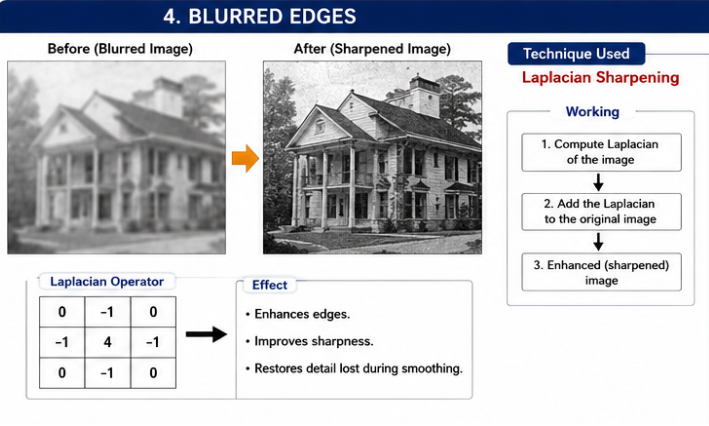 4. BLURRED EDGES
Before (Blurred Image)
After (Sharpened Image)
Technique Used
Laplacian Sharpening
Working
1. Compute Laplacian
of the image
2. Add the Laplacian
to the original image
3. Enhanced (sharpened)
image
Laplacian Operator
0 -1 0
-1 4 -1
0 -1 0
Effect
• Enhances edges.
• Improves sharpness.
• Restores detail lost during smoothing.